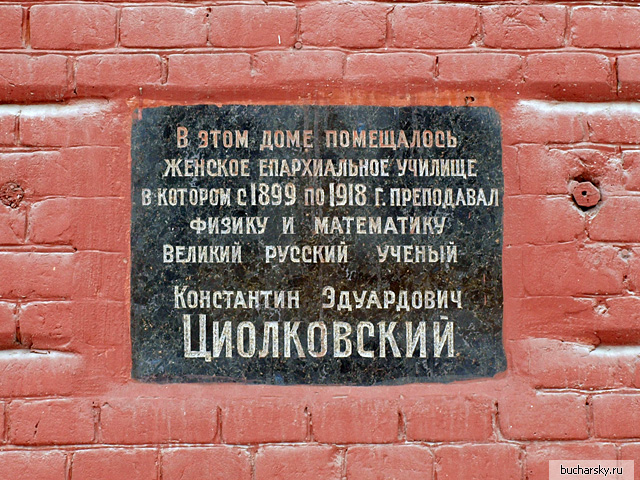 В ЭТОМ ДОМЕ ПОМЕЩАЛОСЬ
ЖЕНСКОЕ ЕПАРХИАЛЬНОЕ УЧИЛИЩЕ
В КОТОРОМ С 1899 ПО 1918 Г. ПРЕПОДАВАЛ
ФИЗИКУ И МАТЕМАТИКУ
ВЕЛИКИЙ РУССКИЙ УЧЕНЫЙ
КОНСТАНТИН ЭДУАРДОВИЧ
ЦИОЛКОВСКИЙ
bucharsky.ru